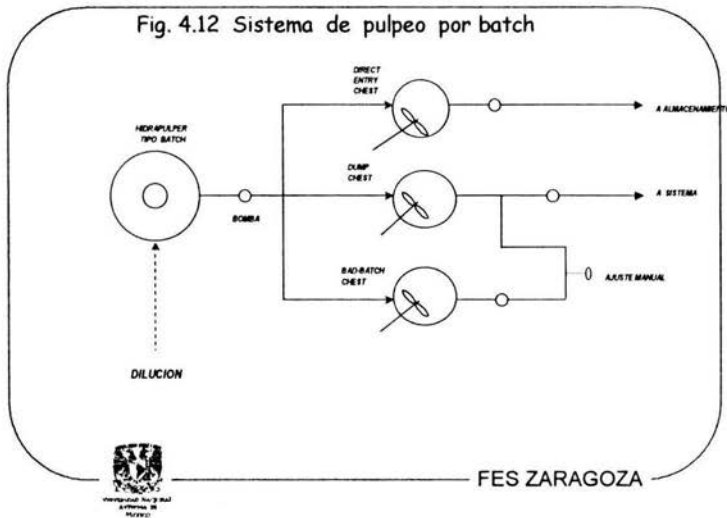 Fig. 4.12 Sistema de pulpeo por batch
DIRECT
ENTRY
CHEST
A ALMACENAMIENTO
HIDRAPULPER
TIPO BATCH
DUMP
CHEST
A SISTEMA
BOMBA
BAD-BATCH
CHEST
AJUSTE MANUAL
DILUCION
FES ZARAGOZA